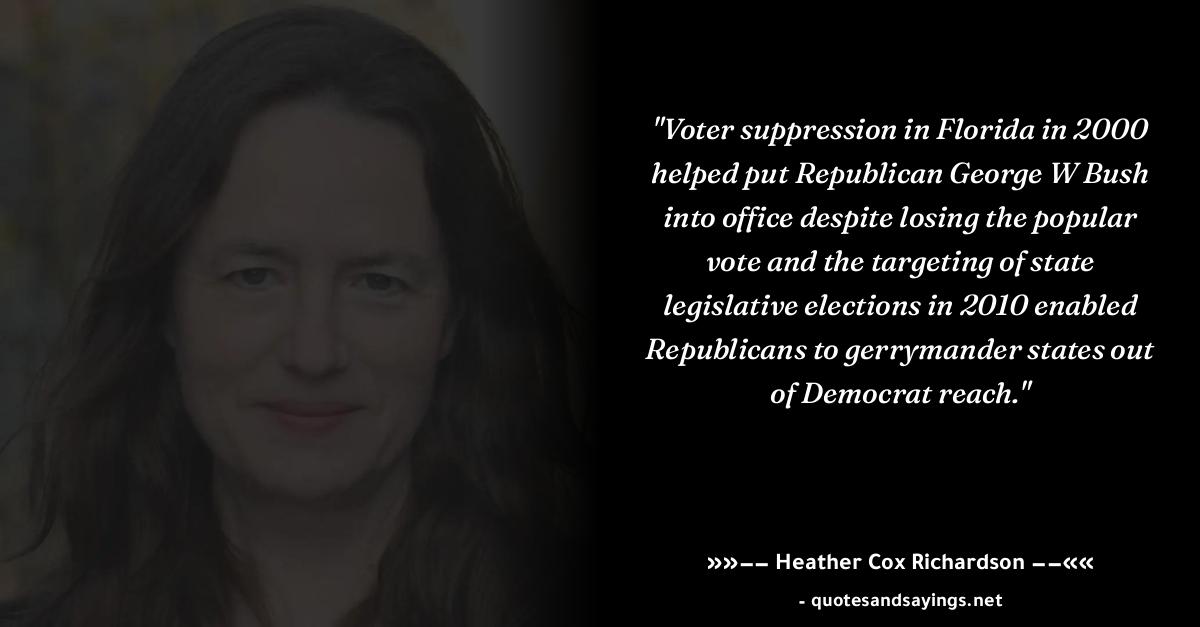 "Voter suppression in Florida in 2000
helped put Republican George W Bush
into office despite losing the popular
vote and the targeting of state
legislative elections in 2010 enabled
Republicans to gerrymander states out
of Democrat reach."
»»–– Heather Cox Richardson ––««
- quotesandsayings.net